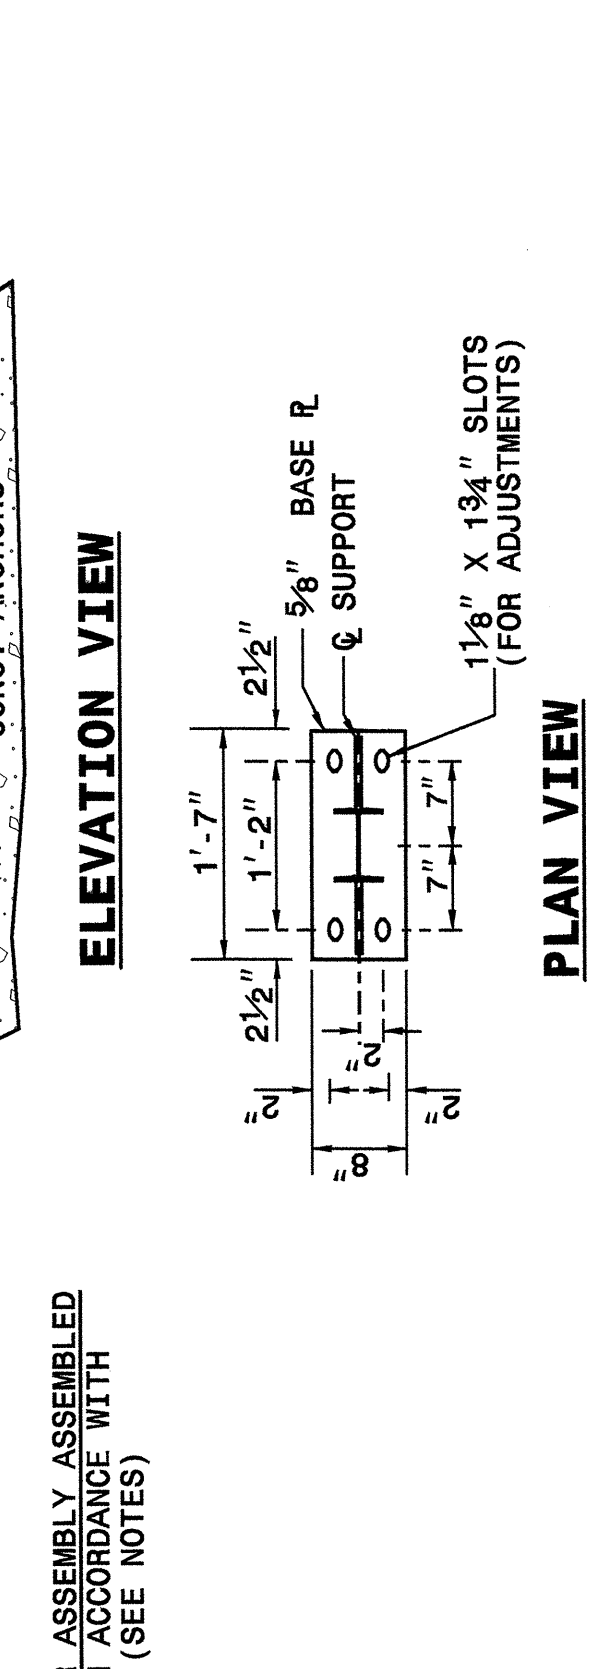 ELEVATION VIEW
1'-7"
2½"
1'-2"
2½"
⅝" BASE ℄
℄ SUPPORT
1⅛" X 1¾" SLOTS
(FOR ADJUSTMENTS)
7"
7"
2"
2"
2"
8"
PLAN VIEW
ASSEMBLY ASSEMBLED
ACCORDANCE WITH
(SEE NOTES)